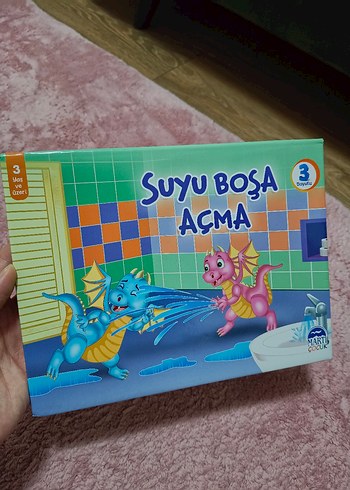 3
Yaş ve
üzeri
SUYU BOŞA
AÇMA
3
Boyutlu
MARTI
ÇOCUK